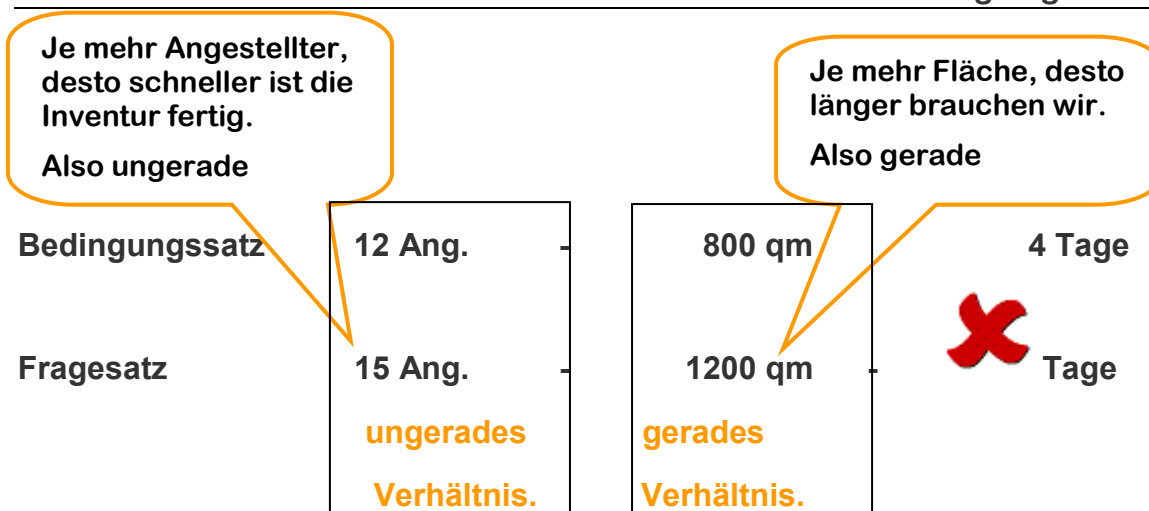 Je mehr Angestellter,
desto schneller ist die
Inventur fertig.
Also ungerade
Je mehr Fläche, desto
länger brauchen wir.
Also gerade
Bedingungssatz 12 Ang. - 800 qm 4 Tage
Fragesatz 15 Ang. - 1200 qm - Tage
ungerades gerades
Verhältnis. Verhältnis.